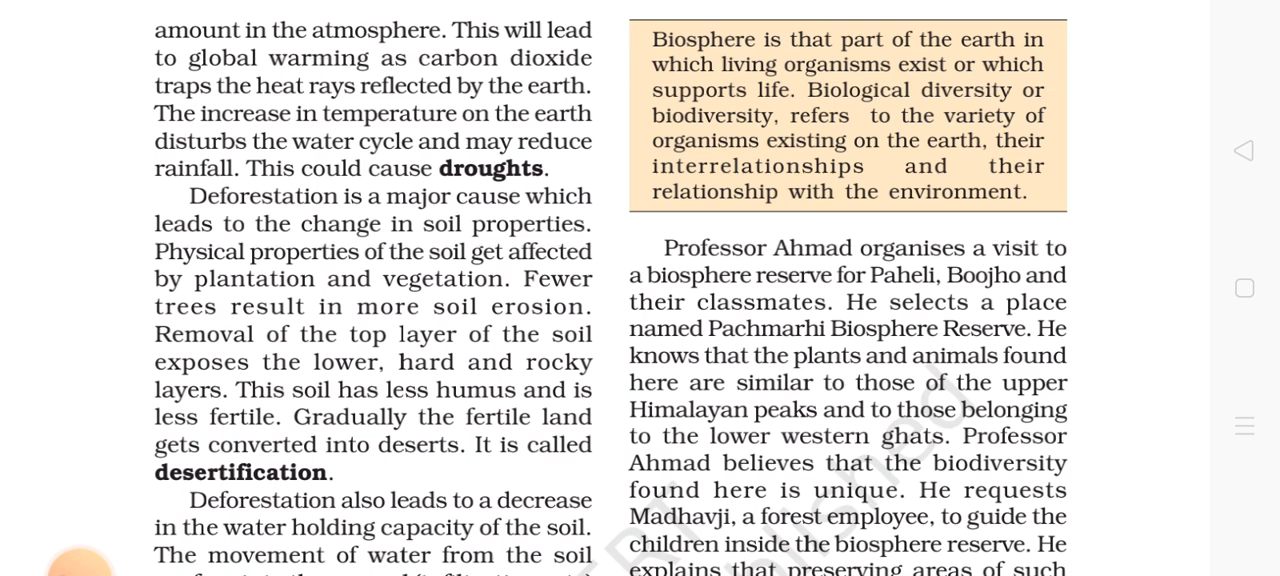 amount in the atmosphere. This will lead
to global warming as carbon dioxide
traps the heat rays reflected by the earth.
The increase in temperature on the earth
disturbs the water cycle and may reduce
rainfall. This could cause droughts.
Deforestation is a major cause which
leads to the change in soil properties.
Physical properties of the soil get affected
by plantation and vegetation. Fewer
trees result in more soil erosion.
Removal of the top layer of the soil
exposes the lower, hard and rocky
layers. This soil has less humus and is
less fertile. Gradually the fertile land
gets converted into deserts. It is called
desertification.
Deforestation also leads to a decrease
in the water holding capacity of the soil.
The movement of water from the soil
Biosphere is that part of the earth in
which living organisms exist or which
supports life. Biological diversity or
biodiversity, refers to the variety of
organisms existing on the earth, their
interrelationships and their
relationship with the environment.
Professor Ahmad organises a visit to
a biosphere reserve for Paheli, Boojho and
their classmates. He selects a place
named Pachmarhi Biosphere Reserve. He
knows that the plants and animals found
here are similar to those of the upper
Himalayan peaks and to those belonging
to the lower western ghats. Professor
Ahmad believes that the biodiversity
found here is unique. He requests
Madhavji, a forest employee, to guide the
children inside the biosphere reserve. He
explains that preserving areas of such